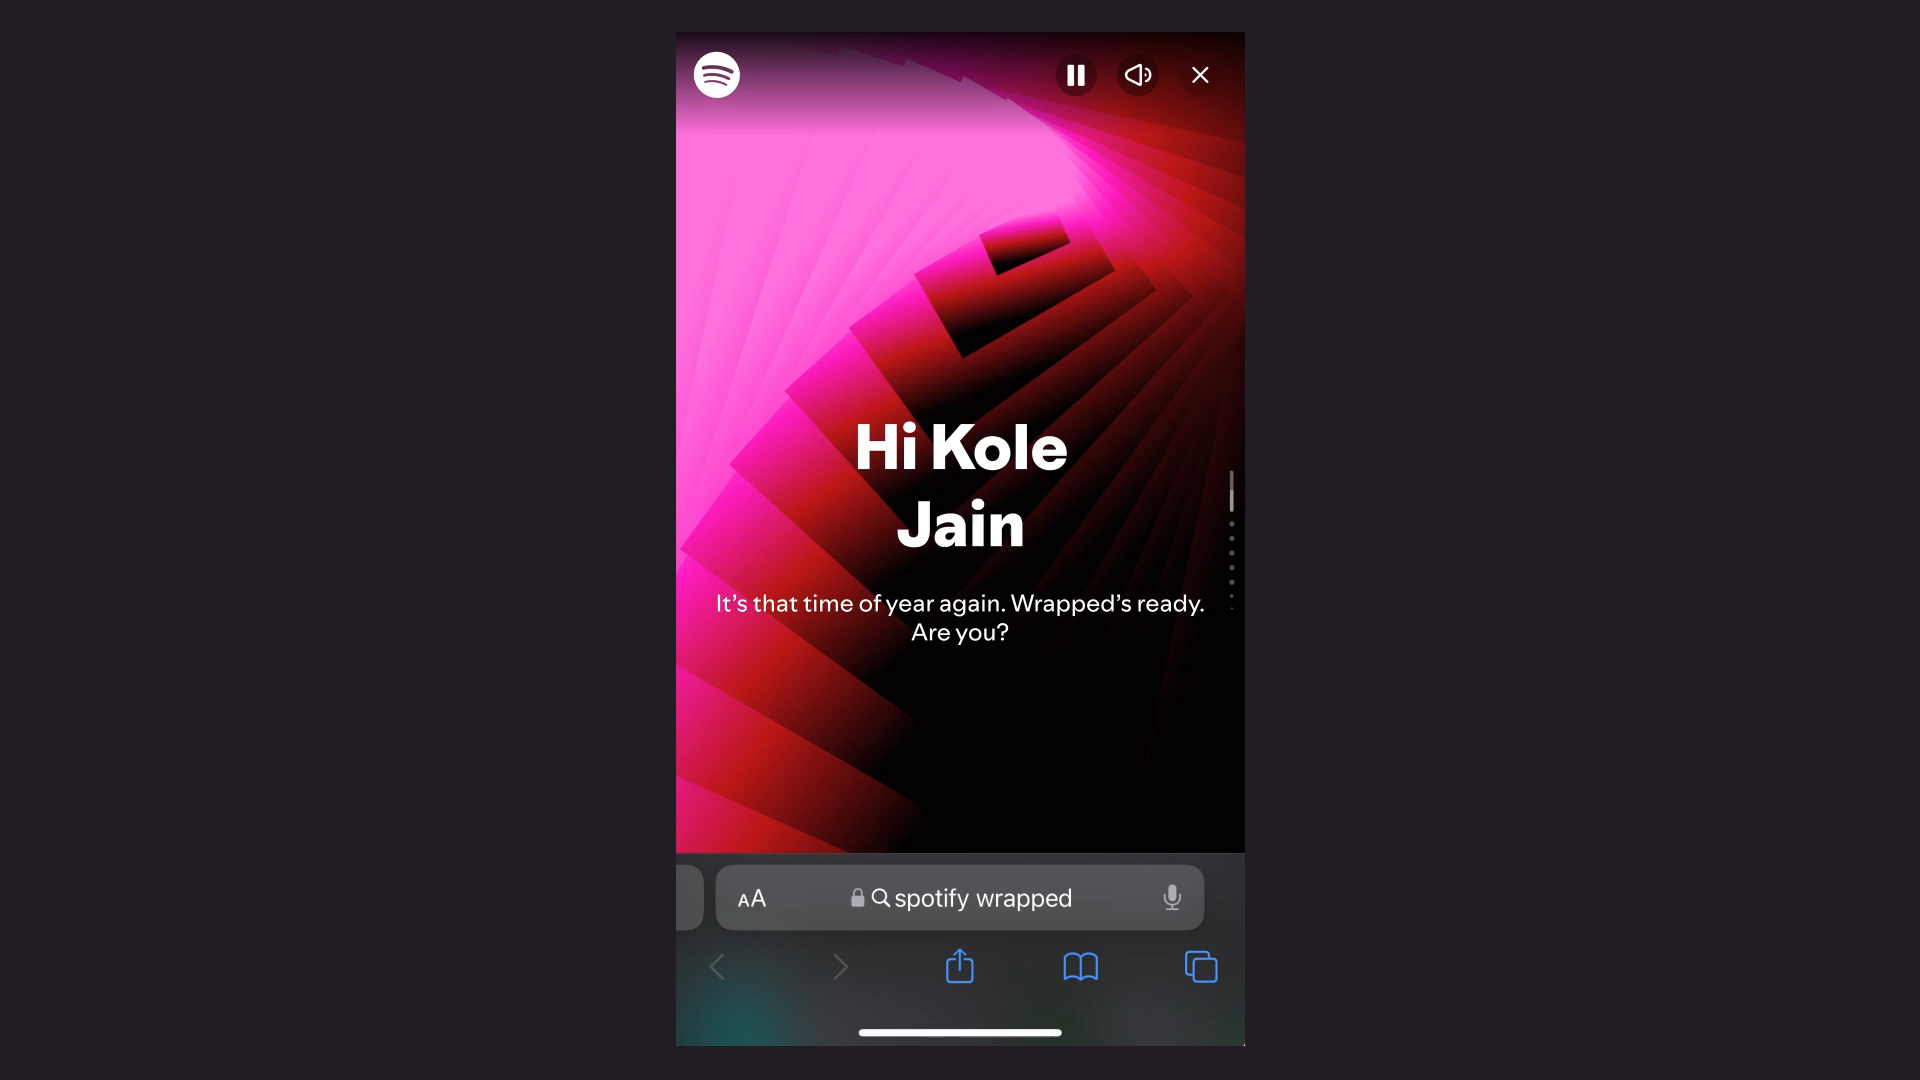 Hi Kole
Jain
It’s that time of year again. Wrapped’s ready.
Are you?
AA spotify wrapped